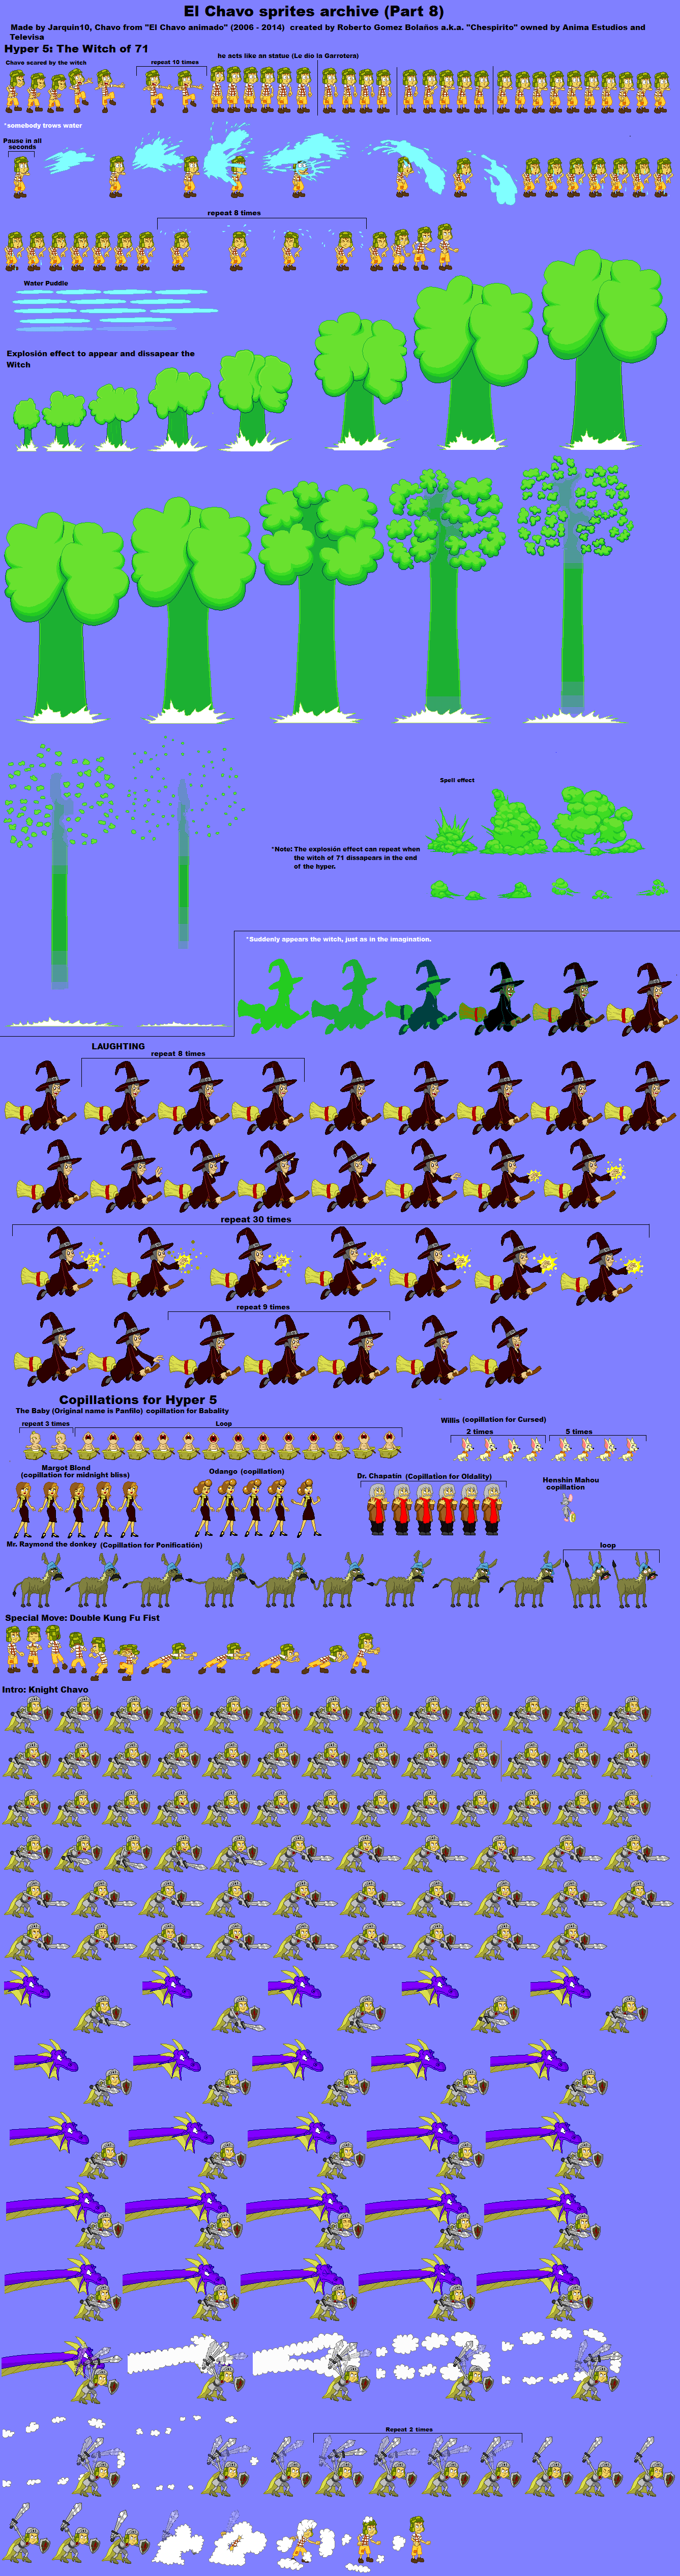 El Chavo sprites archive (Part 8)
Made by Jarquin10, Chavo from "El Chavo animado" (2006 - 2014) created by Roberto Gomez Bolaños a.k.a. "Chespirito" owned by Anima Estudios and
Televisa
Hyper 5: The Witch of 71
he acts like an statue (Le dio la Garrotera)
Chavo scared by the witch
repeat 10 times
*somebody trows water
Pause in all
seconds
repeat 8 times
Water Puddle
Explosión effect to appear and dissapear the
Witch
Spell effect
*Note: The explosión effect can repeat when
the witch of 71 dissapears in the end
of the hyper.
*Suddenly appears the witch, just as in the imagination.
LAUGHTING
repeat 8 times
repeat 30 times
repeat 9 times
Copillations for Hyper 5
The Baby (Original name is Panfilo) copillation for Babality
repeat 3 times
Loop
Willis (copillation for Cursed)
2 times
5 times
Margot Blond
(copillation for midnight bliss)
Odango (copillation)
Dr. Chapatín (Copillation for Oldality)
Henshin Mahou
copillation
Mr. Raymond the donkey (Copillation for Ponificatión)
loop
Special Move: Double Kung Fu Fist
Intro: Knight Chavo
Repeat 2 times